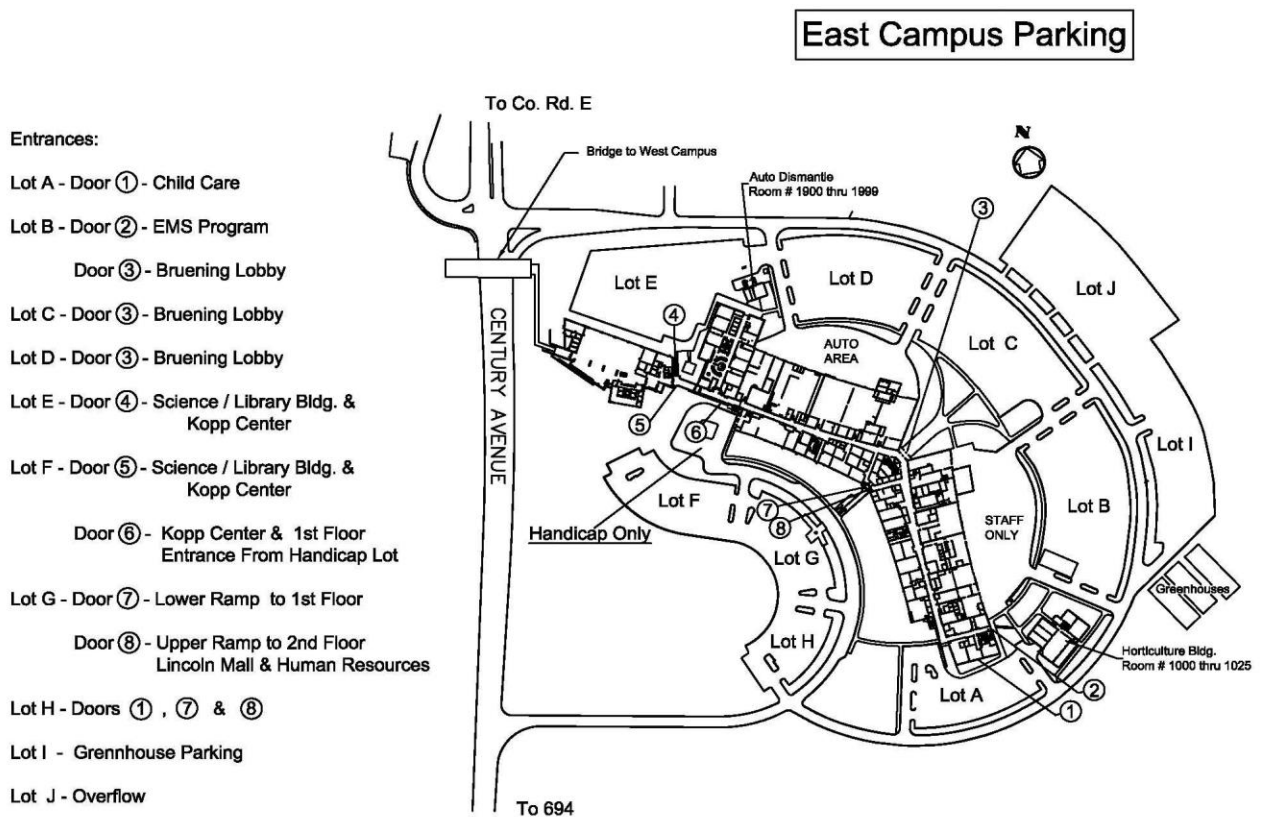 East Campus Parking
Entrances:
Lot A - Door ① - Child Care
Lot B - Door ② - EMS Program
Door ③ - Bruening Lobby
Lot C - Door ③ - Bruening Lobby
Lot D - Door ③ - Bruening Lobby
Lot E - Door ④ - Science / Library Bldg. &
Kopp Center
Lot F - Door ⑤ - Science / Library Bldg. &
Kopp Center
Door ⑥ - Kopp Center & 1st Floor
Entrance From Handicap Lot
Lot G - Door ⑦ - Lower Ramp to 1st Floor
Door ⑧ - Upper Ramp to 2nd Floor
Lincoln Mall & Human Resources
Lot H - Doors ① , ⑦ & ⑧
Lot I - Grennhouse Parking
Lot J - Overflow
To Co. Rd. E
Bridge to West Campus
N
Auto Dismantie
Room # 1900 thru 1999
③
Lot E
Lot D
Lot J
④
CENTURY AVENUE
AUTO
AREA
Lot C
⑤
⑥
Lot I
Lot F
⑦
⑧
Lot B
STAFF
ONLY
Handicap Only
Lot G
Greenhouses
Lot H
Horticulture Bldg.
Room # 1000 thru 1025
Lot A
②
①
To 694